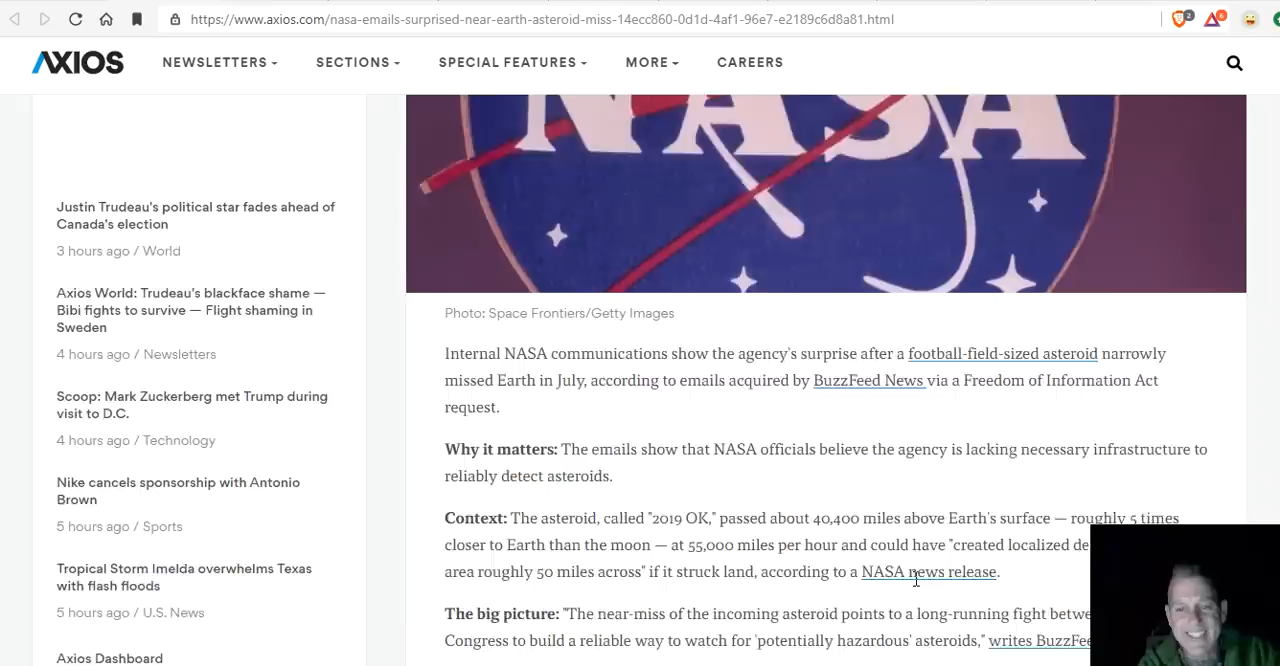 https://www.axios.com/nasa-emails-surprised-near-earth-asteroid-miss-14ecc860-0d1d-4af1-96e7-e2189c6d8a81.html
2
6
AXIOS
NEWSLETTERS
SECTIONS
SPECIAL FEATURES
MORE
CAREERS
NASA
Justin Trudeau's political star fades ahead of
Canada's election
3 hours ago / World
Axios World: Trudeau's blackface shame —
Bibi fights to survive — Flight shaming in
Sweden
4 hours ago / Newsletters
Scoop: Mark Zuckerberg met Trump during
visit to D.C.
4 hours ago / Technology
Nike cancels sponsorship with Antonio
Brown
5 hours ago / Sports
Tropical Storm Imelda overwhelms Texas
with flash floods
5 hours ago / U.S. News
Axios Dashboard
Photo: Space Frontiers/Getty Images
Internal NASA communications show the agency's surprise after a football-field-sized asteroid narrowly
missed Earth in July, according to emails acquired by BuzzFeed News via a Freedom of Information Act
request.
Why it matters: The emails show that NASA officials believe the agency is lacking necessary infrastructure to
reliably detect asteroids.
Context: The asteroid, called "2019 OK," passed about 40,400 miles above Earth's surface — roughly 5 times
closer to Earth than the moon — at 55,000 miles per hour and could have "created localized de
area roughly 50 miles across" if it struck land, according to a NASA news release.
The big picture: "The near-miss of the incoming asteroid points to a long-running fight betwe
Congress to build a reliable way to watch for 'potentially hazardous' asteroids," writes BuzzFee